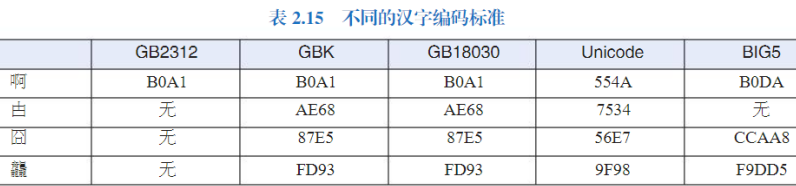 表 2.15 不同的汉字编码标准
GB2312 GBK GB18030 Unicode BIG5
啊 B0A1 B0A1 B0A1 554A B0DA
甴 无 AE68 AE68 7534 无
囧 无 87E5 87E5 56E7 CCAA8
龘 无 FD93 FD93 9F98 F9DD5